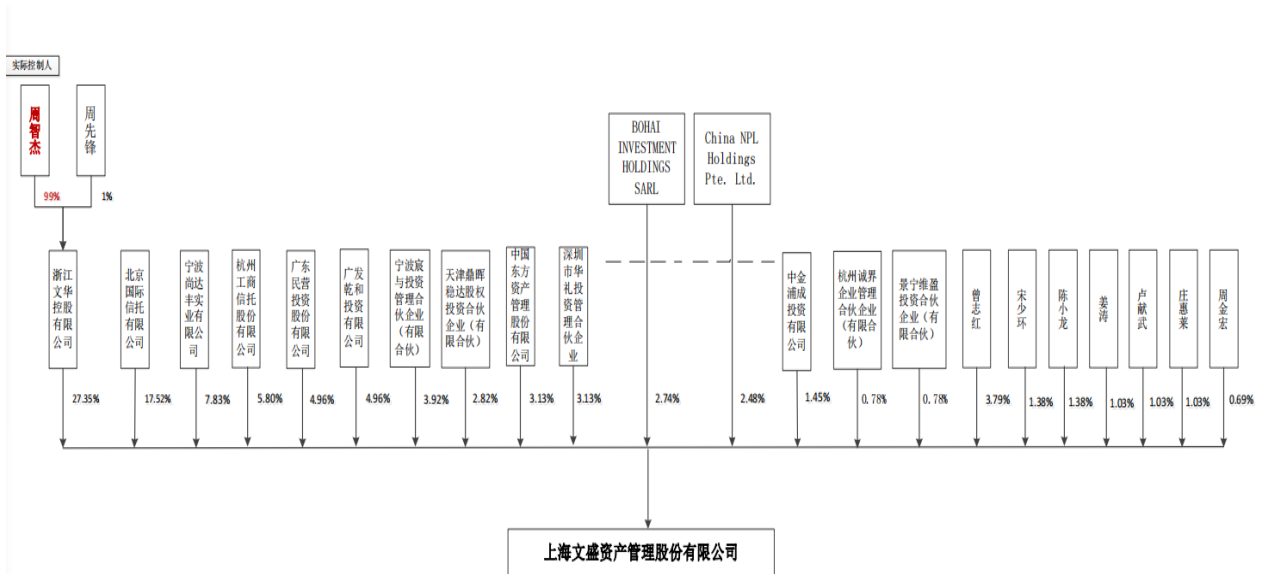 实际控制人
周智杰
周先锋
99%
1%
BOHAI
INVESTMENT
HOLDINGS
SARL
China NPL
Holdings
Pte. Ltd.
浙江
文华
控股
有限
公司
北京
国际
信托
有限
公司
宁波
尚达
丰实
业有
限公
司
杭州
工商
信托
股份
有限
公司
广东
民营
投资
股份
有限
公司
广发
乾和
投资
有限
公司
宁波宸
与投资
管理合
伙企业
（有限
合伙）
天津鼎晖
稳达股权
投资合伙
企业（有
限合伙）
中国
东方
资产
管理
股份
有限
公司
深圳
市华
礼投
资管
理合
伙企
业
中金
浦成
投资
有限
公司
杭州诚界
企业管理
合伙企业
（有限合
伙）
景宁维盈
投资合伙
企业（有
限合伙）
曾志红
宋少环
陈小龙
姜涛
卢献武
庄惠莱
周金宏
27.35%
17.52%
7.83%
5.80%
4.96%
4.96%
3.92%
2.82%
3.13%
3.13%
2.74%
2.48%
1.45%
0.78%
0.78%
3.79%
1.38%
1.38%
1.03%
1.03%
1.03%
0.69%
上海文盛资产管理股份有限公司